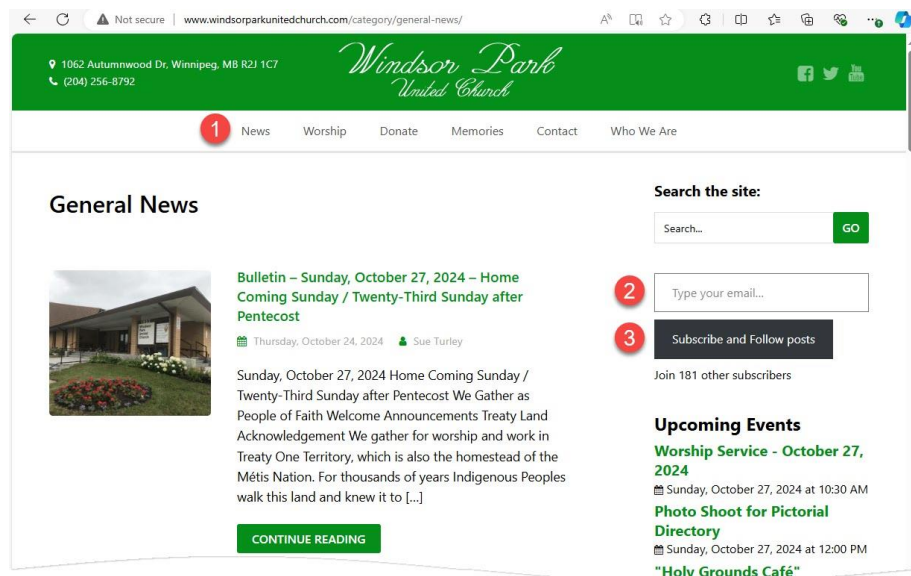 Not secure | www.windsorparkunitedchurch.com/category/general-news/
1062 Autumnwood Dr, Winnipeg, MB R2J 1C7
(204) 256-8792
Windsor Park
United Church
You
Tube
1
News Worship Donate Memories Contact Who We Are
General News
Bulletin – Sunday, October 27, 2024 – Home
Coming Sunday / Twenty-Third Sunday after
Pentecost
Thursday, October 24, 2024 Sue Turley
Sunday, October 27, 2024 Home Coming Sunday /
Twenty-Third Sunday after Pentecost We Gather as
People of Faith Welcome Announcements Treaty Land
Acknowledgement We gather for worship and work in
Treaty One Territory, which is also the homestead of the
Métis Nation. For thousands of years Indigenous Peoples
walk this land and knew it to [...]
CONTINUE READING
Search the site:
Search...
GO
2
Type your email...
3
Subscribe and Follow posts
Join 181 other subscribers
Upcoming Events
Worship Service - October 27,
2024
Sunday, October 27, 2024 at 10:30 AM
Photo Shoot for Pictorial
Directory
Sunday, October 27, 2024 at 12:00 PM
"Holy Grounds Café"